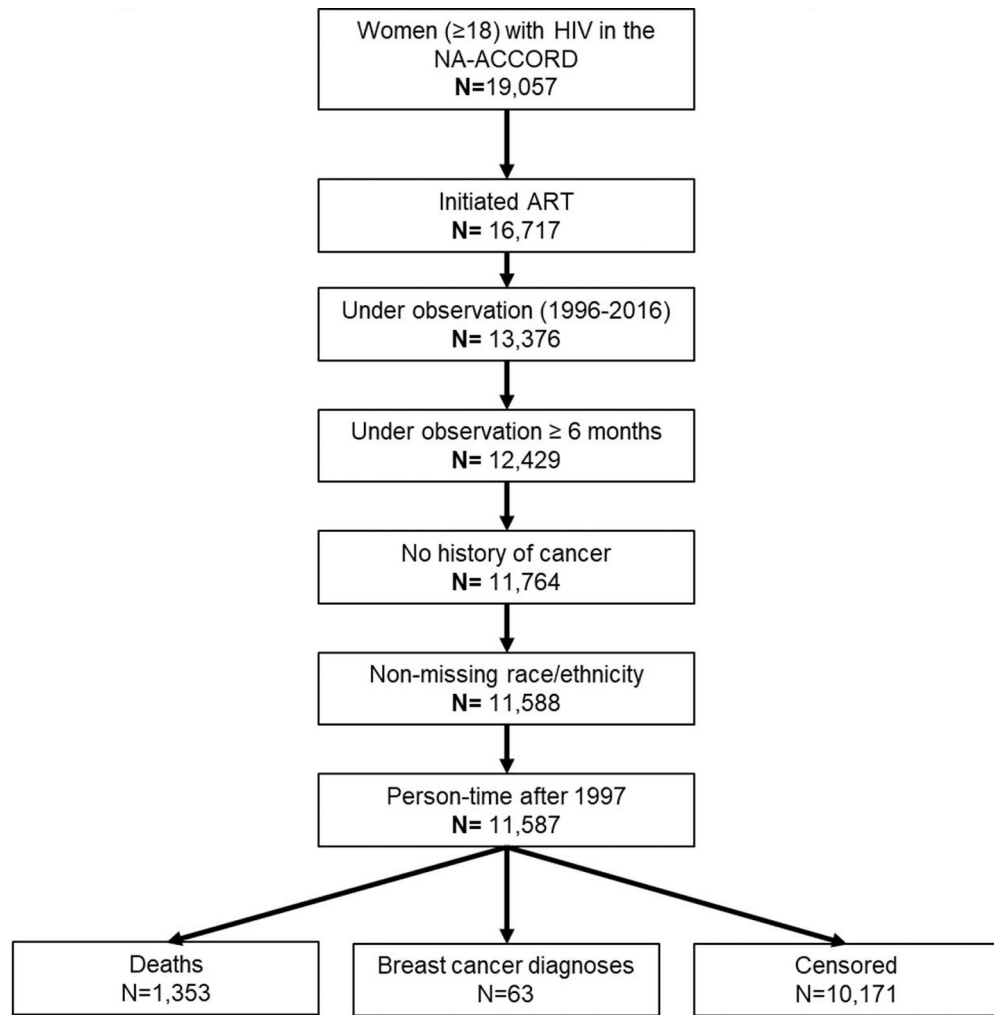 Women (≥18) with HIV in the
NA-ACCORD
N=19,057
Initiated ART
N= 16,717
Under observation (1996-2016)
N= 13,376
Under observation ≥ 6 months
N= 12,429
No history of cancer
N= 11,764
Non-missing race/ethnicity
N= 11,588
Person-time after 1997
N= 11,587
Deaths
N=1,353
Breast cancer diagnoses
N=63
Censored
N=10,171